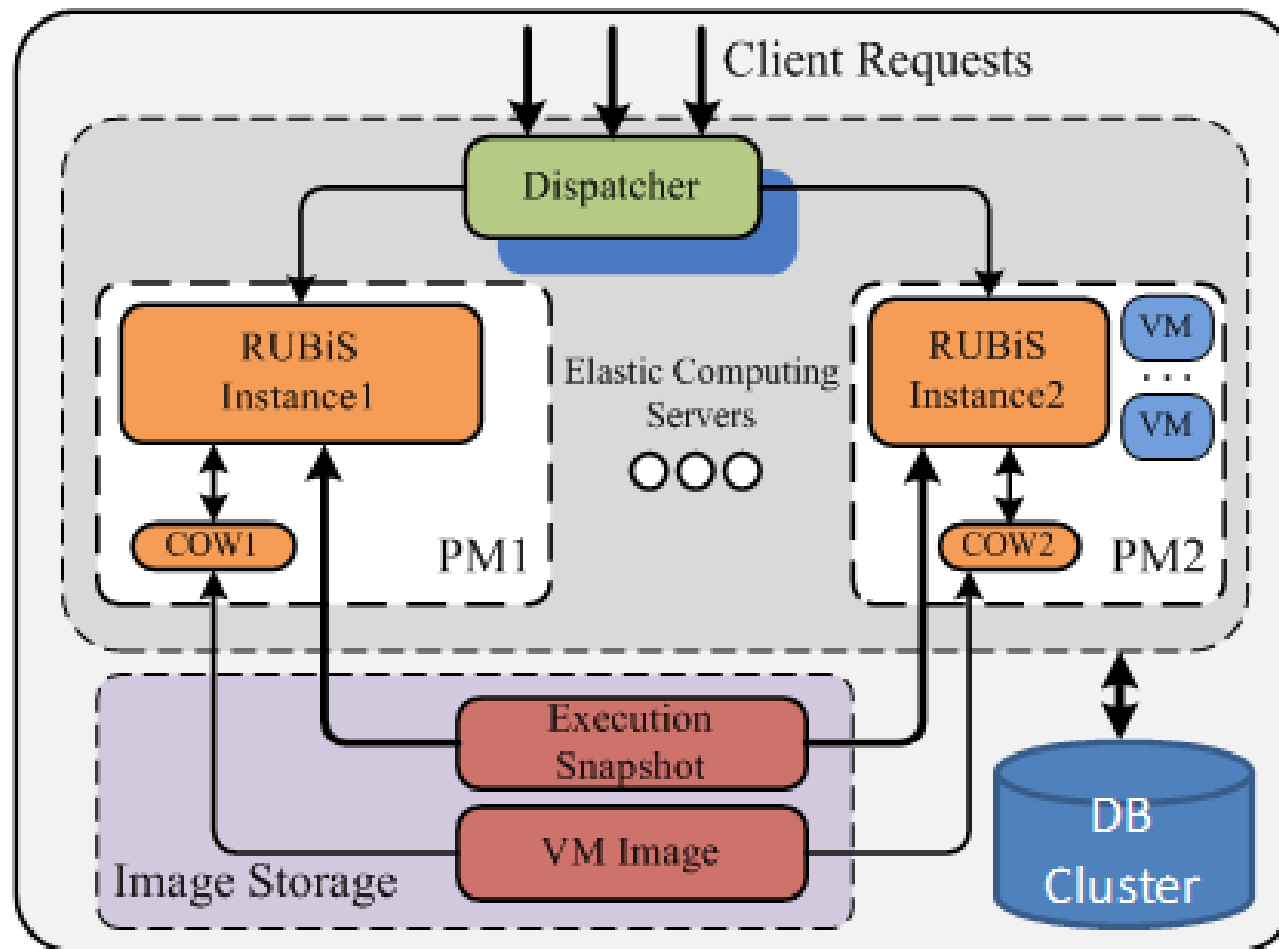 Client Requests
Dispatcher
RUBiS
Instance1
Elastic Computing
Servers
RUBiS
Instance2
VM
...
VM
COW1
PM1
COW2
PM2
Execution
Snapshot
VM Image
Image Storage
DB
Cluster